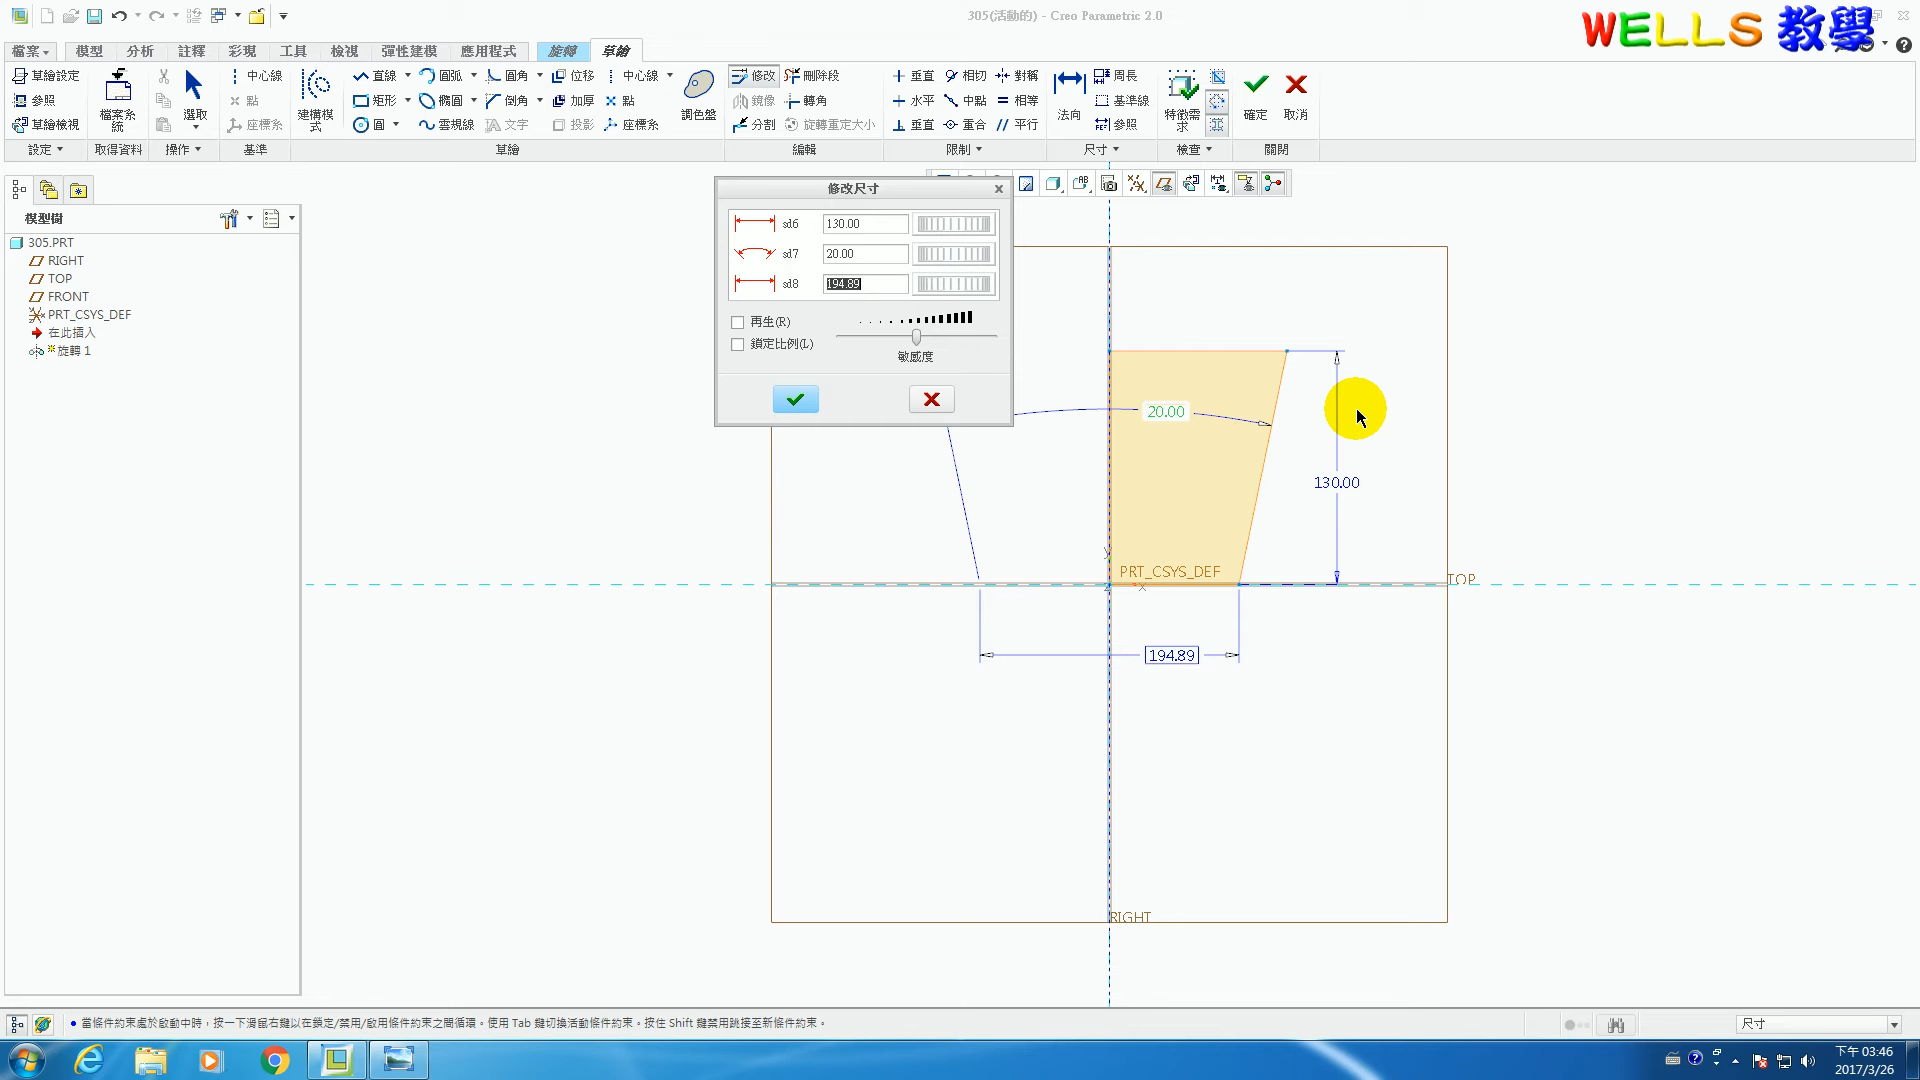 305(活動的) - Creo Parametric 2.0
WELLS 教學
檔案 模型 分析 註釋 彩現 工具 檢視 彈性建模 應用程式 旋轉 草繪
草繪設定 中心線 直線 圓弧 圓角 位移 中心線 修改 刪除段 垂直 相切 對稱 周長
參照 點 矩形 橢圓 倒角 加厚 點 鏡像 轉角 水平 中點 相等 基準線
草繪檢視 座標系 圓 雲規線 文字 投影 座標系 分割 旋轉重定大小 垂直 重合 平行 參照
檔案系統 選取 建構模式 調色盤 法向 特徵需求 確定 取消
設定 取得資料 操作 基準 草繪 編輯 限制 尺寸 檢查 關閉
模型樹
305.PRT
RIGHT
TOP
FRONT
PRT_CSYS_DEF
在此插入
旋轉 1
修改尺寸
sd6 130.00
sd7 20.00
sd8 194.89
再生(R)
鎖定比例(L)
敏感度
20.00
130.00
PRT_CSYS_DEF
TOP
194.89
RIGHT
當條件約束處於啟動中時，按一下滑鼠右鍵以在鎖定/禁用/啟用條件約束之間循環。使用 Tab 鍵切換活動條件約束。按住 Shift 鍵禁用跳接至新條件約束。
尺寸
下午 03:46
2017/3/26